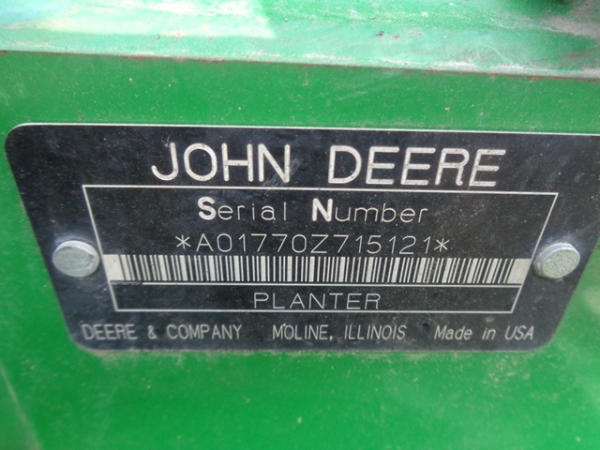 JOHN DEERE
Serial Number
*A01770Z715121*
PLANTER
DEERE & COMPANY MOLINE, ILLINOIS Made in USA